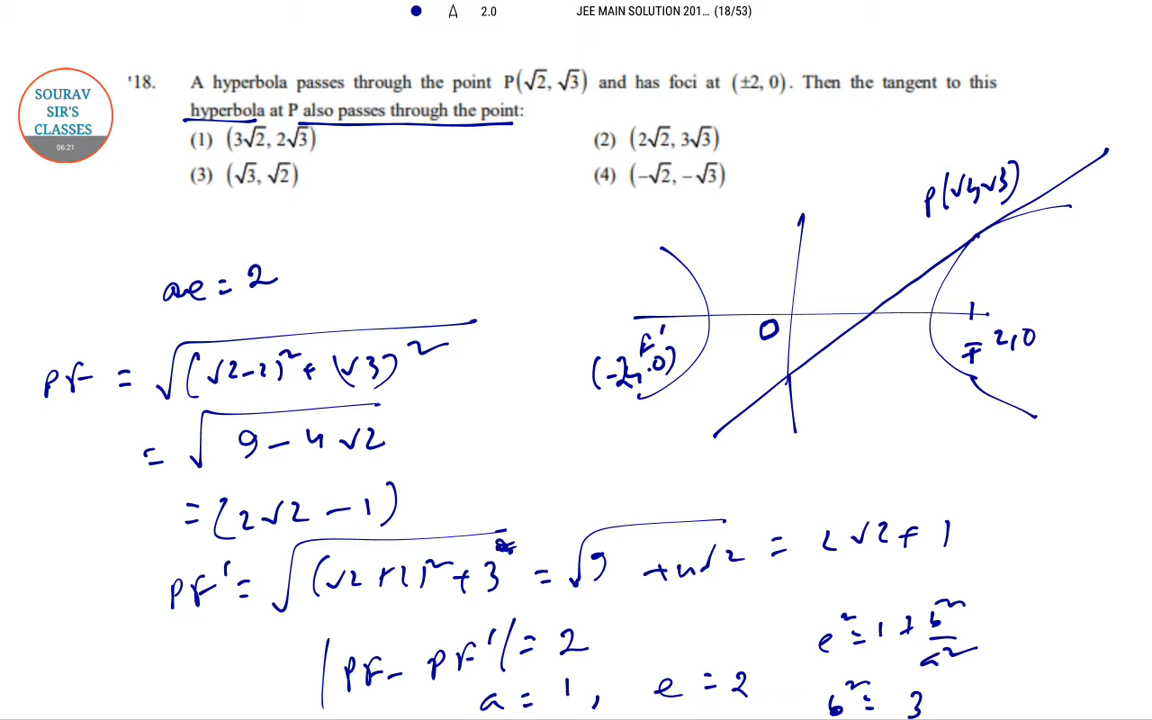 A 2.0 JEE MAIN SOLUTION 201... (18/53)
SOURAV
SIR'S
CLASSES
06:21
'18. A hyperbola passes through the point P(√2, √3) and has foci at (±2, 0). Then the tangent to this
hyperbola at P also passes through the point:
(1) (3√2, 2√3) (2) (2√2, 3√3)
(3) (√3, √2) (4) (-√2, -√3)
ae = 2
PF = √(√2-2)² + (√3)²
= √9 - 4√2
= (2√2 - 1)
PF' = √(√2+2)² + 3 = √9 + 4√2 = 2√2 + 1
|PF - PF'| = 2
a = 1, e = 2
e² = 1 + b²/a²
b² = 3
P(√2,√3)
O
F'
(-2,0)
F 2,0